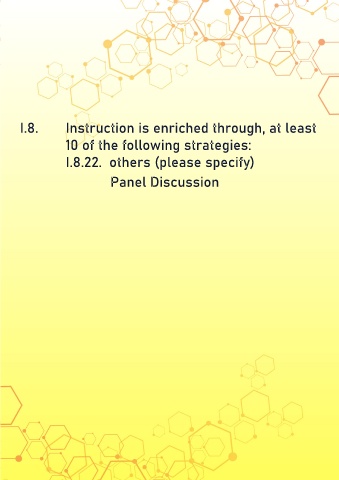 I.8. Instruction is enriched through, at least
10 of the following strategies:
I.8.22. others (please specify)
Panel Discussion